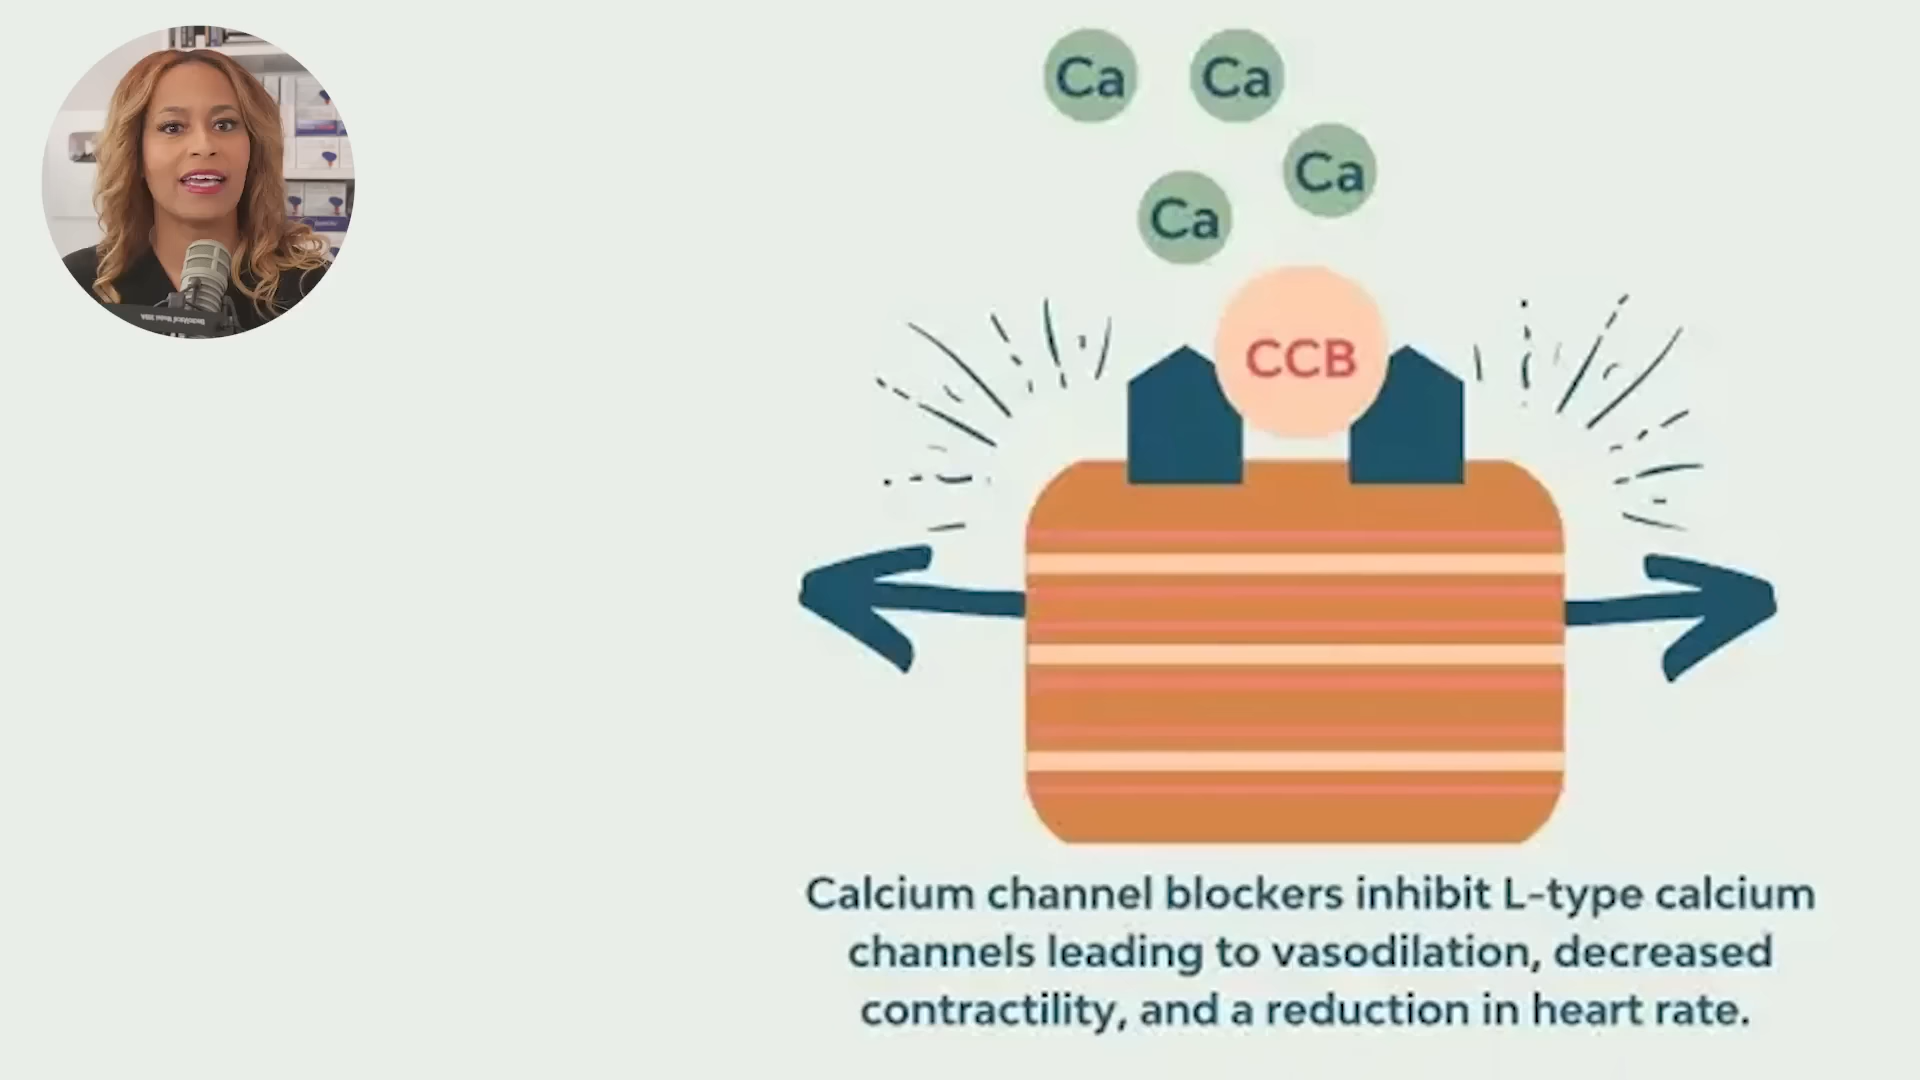 Ca
Ca
Ca
Ca
CCB
Calcium channel blockers inhibit L-type calcium
channels leading to vasodilation, decreased
contractility, and a reduction in heart rate.